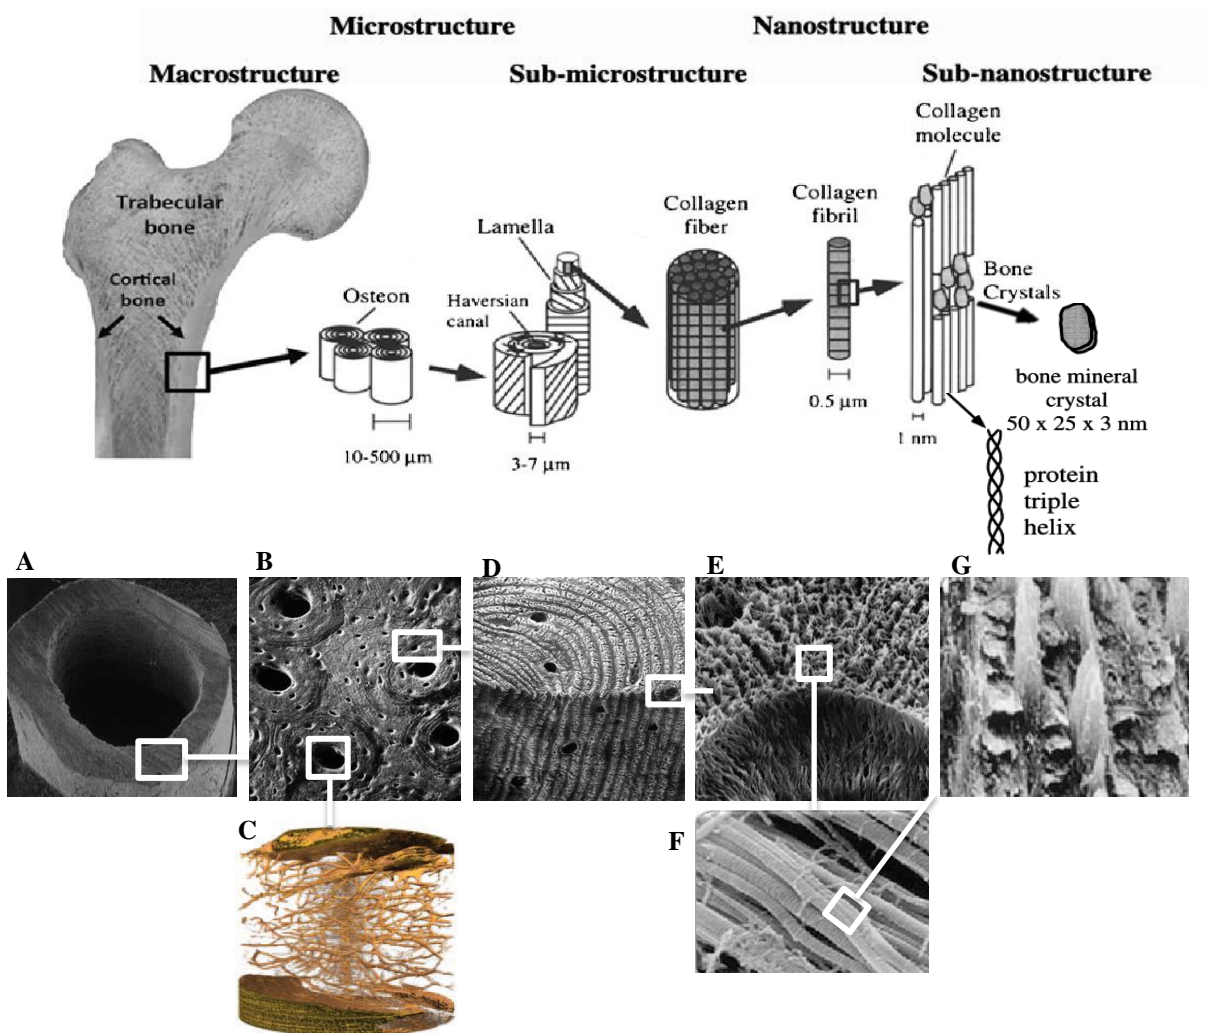 Microstructure
Nanostructure
Macrostructure
Sub-microstructure
Sub-nanostructure
Trabecular
bone
Cortical
bone
Osteon
10-500 μm
Lamella
Haversian
canal
3-7 μm
Collagen
fiber
Collagen
fibril
0.5 μm
Collagen
molecule
1 nm
Bone
Crystals
bone mineral
crystal
50 x 25 x 3 nm
protein
triple
helix
A
B
D
E
G
C
F